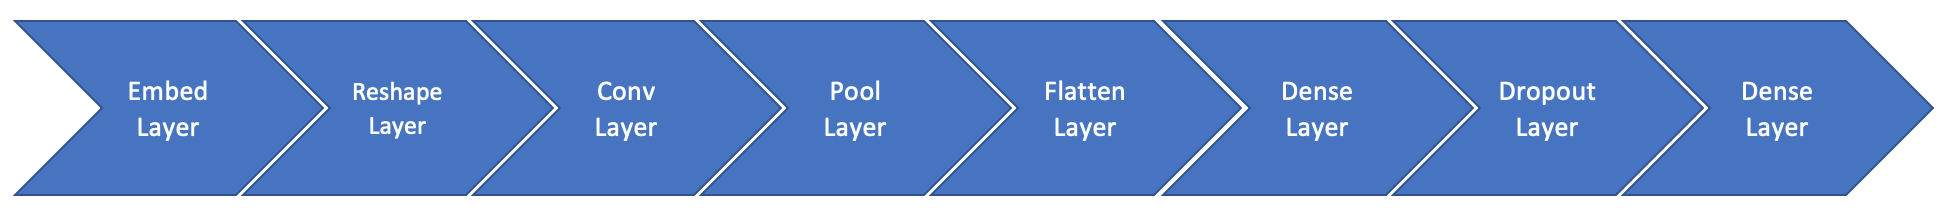 Embed
Layer
Reshape
Layer
Conv
Layer
Pool
Layer
Flatten
Layer
Dense
Layer
Dropout
Layer
Dense
Layer